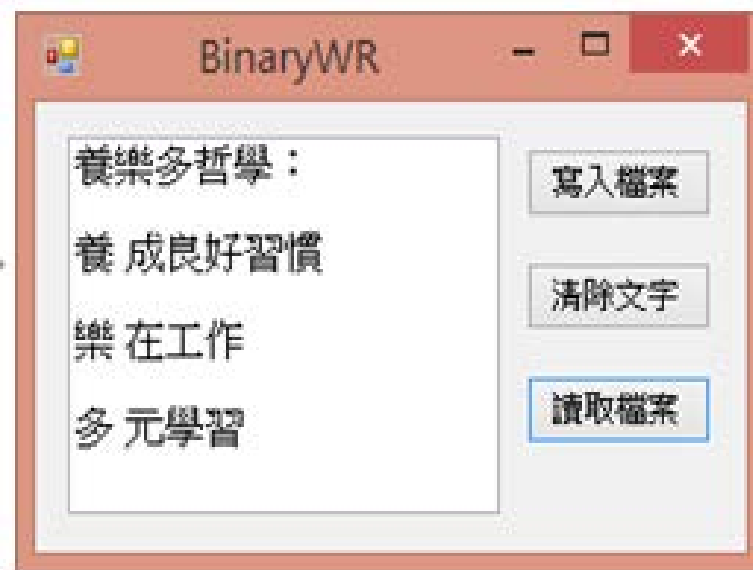 BinaryWR
養樂多哲學：
養 成良好習慣
樂 在工作
多 元學習
寫入檔案
清除文字
讀取檔案